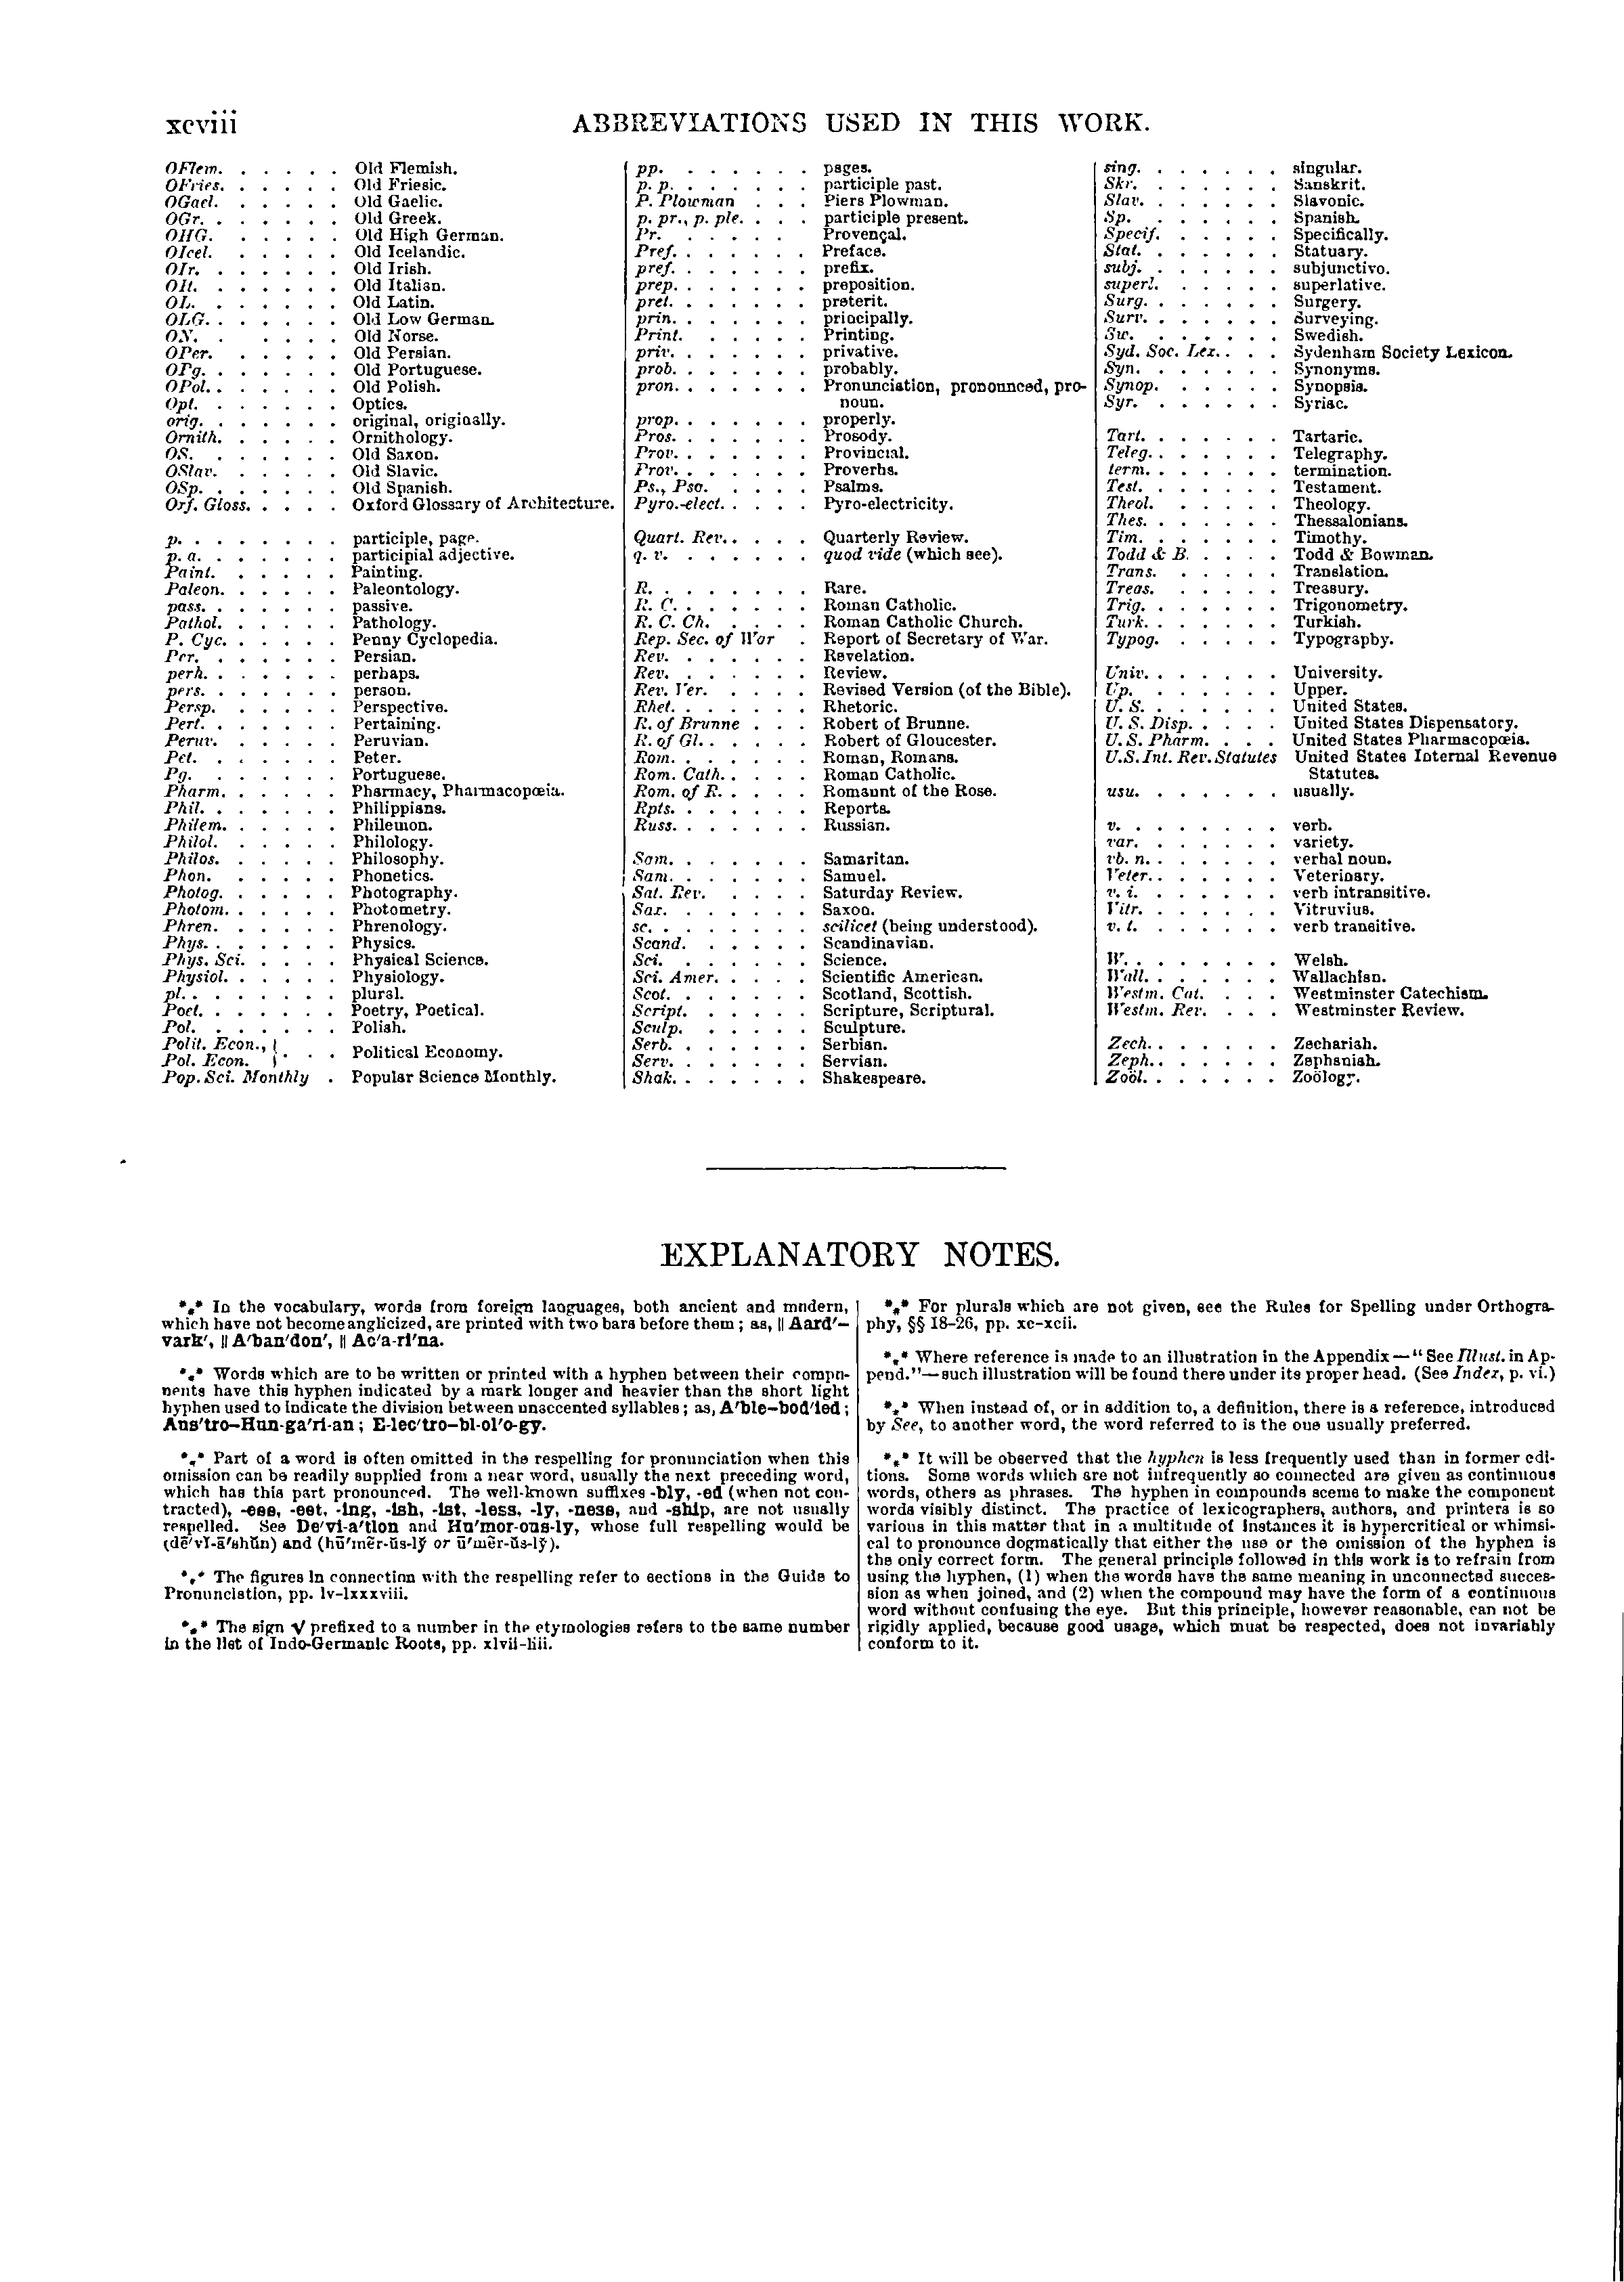 xcviii
ABBREVIATIONS USED IN THIS WORK.
OFlem. . . . . . Old Flemish.
OFries. . . . . . Old Friesic.
OGael. . . . . . Old Gaelic.
OGr. . . . . . . Old Greek.
OHG. . . . . . Old High German.
OIcel. . . . . . Old Icelandic.
OIr. . . . . . . Old Irish.
OIt. . . . . . . Old Italian.
OL. . . . . . . Old Latin.
OLG. . . . . . . Old Low German.
ON. . . . . . . Old Norse.
OPer. . . . . . Old Persian.
OPg. . . . . . . Old Portuguese.
OPol. . . . . . . Old Polish.
Opt. . . . . . . Optics.
orig. . . . . . . original, originally.
Ornith. . . . . . Ornithology.
OS. . . . . . . Old Saxon.
OSlav. . . . . . Old Slavic.
OSp. . . . . . . Old Spanish.
Oxf. Gloss. . . . . Oxford Glossary of Architecture.
p. . . . . . . . participle, page.
p. a. . . . . . . participial adjective.
Paint. . . . . . Painting.
Paleon. . . . . . Paleontology.
pass. . . . . . . passive.
Pathol. . . . . . Pathology.
P. Cyc. . . . . . Penny Cyclopedia.
Per. . . . . . . Persian.
perh. . . . . . . perhaps.
pers. . . . . . . person.
Persp. . . . . . Perspective.
Pert. . . . . . . Pertaining.
Peruv. . . . . . Peruvian.
Pet. . . . . . . Peter.
Pg. . . . . . . Portuguese.
Pharm. . . . . . Pharmacy, Pharmacopœia.
Phil. . . . . . . Philippians.
Philem. . . . . . Philemon.
Philol. . . . . . Philology.
Philos. . . . . . Philosophy.
Phon. . . . . . Phonetics.
Photog. . . . . . Photography.
Photom. . . . . . Photometry.
Phren. . . . . . Phrenology.
Phys. . . . . . . Physics.
Phys. Sci. . . . . Physical Science.
Physiol. . . . . . Physiology.
pl. . . . . . . . plural.
Poet. . . . . . . Poetry, Poetical.
Pol. . . . . . . Polish.
Polit. Econ., }
Pol. Econ. } . . . Political Economy.
Pop. Sci. Monthly . Popular Science Monthly.
pp. . . . . . . pages.
p. p. . . . . . . participle past.
P. Plowman . . . Piers Plowman.
p. pr., p. ple. . . . participle present.
Pr. . . . . . Provençal.
Pref. . . . . . . Preface.
pref. . . . . . . prefix.
prep. . . . . . . preposition.
pret. . . . . . . preterit.
prin. . . . . . . principally.
Print. . . . . . Printing.
priv. . . . . . . privative.
prob. . . . . . . probably.
pron. . . . . . . Pronunciation, pronounced, pro-
noun.
prop. . . . . . . properly.
Pros. . . . . . . Prosody.
Prov. . . . . . . Provincial.
Prov. . . . . . . Proverbs.
Ps., Psa. . . . . Psalms.
Pyro.-elect. . . . . Pyro-electricity.
Quart. Rev. . . . . Quarterly Review.
q. v. . . . . . . quod vide (which see).
R. . . . . . . . Rare.
R. C. . . . . . . Roman Catholic.
R. C. Ch. . . . . Roman Catholic Church.
Rep. Sec. of War . Report of Secretary of War.
Rev. . . . . . . Revelation.
Rev. . . . . . . Review.
Rev. Ver. . . . . Revised Version (of the Bible).
Rhet. . . . . . . Rhetoric.
R. of Brunne . . . Robert of Brunne.
R. of Gl. . . . . . Robert of Gloucester.
Rom. . . . . . . Roman, Romans.
Rom. Cath. . . . . Roman Catholic.
Rom. of R. . . . . Romaunt of the Rose.
Rpts. . . . . . . Reports.
Russ. . . . . . . Russian.
Sam. . . . . . . Samaritan.
Sam. . . . . . . Samuel.
Sat. Rev. . . . . Saturday Review.
Sax. . . . . . . Saxon.
sc. . . . . . . . scilicet (being understood).
Scand. . . . . . Scandinavian.
Sci. . . . . . . Science.
Sci. Amer. . . . . Scientific American.
Scot. . . . . . . Scotland, Scottish.
Script. . . . . . Scripture, Scriptural.
Sculp. . . . . . Sculpture.
Serb. . . . . . . Serbian.
Serv. . . . . . . Servian.
Shak. . . . . . . Shakespeare.
sing. . . . . . . singular.
Skr. . . . . . . Sanskrit.
Slav. . . . . . . Slavonic.
Sp. . . . . . . Spanish.
Specif. . . . . . Specifically.
Stat. . . . . . . Statuary.
subj. . . . . . . subjunctive.
superl. . . . . . superlative.
Surg. . . . . . . Surgery.
Surv. . . . . . . Surveying.
Sw. . . . . . . Swedish.
Syd. Soc. Lex. . . . Sydenham Society Lexicon.
Syn. . . . . . . Synonyms.
Synop. . . . . . Synopsis.
Syr. . . . . . . Syriac.
Tart. . . . . . . Tartaric.
Teleg. . . . . . . Telegraphy.
term. . . . . . . termination.
Test. . . . . . . Testament.
Theol. . . . . . Theology.
Thes. . . . . . . Thessalonians.
Tim. . . . . . . Timothy.
Todd & B. . . . . Todd & Bowman.
Trans. . . . . . Translation.
Treas. . . . . . Treasury.
Trig. . . . . . . Trigonometry.
Turk. . . . . . . Turkish.
Typog. . . . . . Typography.
Univ. . . . . . . University.
Up. . . . . . . Upper.
U. S. . . . . . . United States.
U. S. Disp. . . . . United States Dispensatory.
U. S. Pharm. . . . United States Pharmacopœia.
U.S. Int. Rev. Statutes United States Internal Revenue
Statutes.
usu. . . . . . . usually.
v. . . . . . . . verb.
var. . . . . . . variety.
vb. n. . . . . . . verbal noun.
Veter. . . . . . . Veterinary.
v. i. . . . . . . verb intransitive.
Vitr. . . . . . . Vitruvius.
v. t. . . . . . . verb transitive.
W. . . . . . . . Welsh.
Wall. . . . . . . Wallachian.
Westm. Cat. . . . Westminster Catechism.
Westm. Rev. . . . Westminster Review.
Zech. . . . . . . Zechariah.
Zeph. . . . . . . Zephaniah.
Zoöl. . . . . . . Zoölogy.
EXPLANATORY NOTES.
*⁎* In the vocabulary, words from foreign languages, both ancient and modern,
which have not become anglicized, are printed with two bars before them; as, ‖ Aard′–
vark′, ‖ A′ban′don′, ‖ Ac′a-ri′na.
*⁎* Words which are to be written or printed with a hyphen between their compo-
nents have this hyphen indicated by a mark longer and heavier than the short light
hyphen used to indicate the division between unaccented syllables; as, A′ble–bod′ied;
Aus′tro–Hun-ga′ri-an; E-lec′tro–bi-ol′o-gy.
*⁎* Part of a word is often omitted in the respelling for pronunciation when this
omission can be readily supplied from a near word, usually the next preceding word,
which has this part pronounced. The well-known suffixes -bly, -ed (when not con-
tracted), -ess, -est, -ing, -ish, -ist, -less, -ly, -ness, and -ship, are not usually
respelled. See De′vi-a′tion and Hu′mor-ous-ly, whose full respelling would be
(dē′vĭ-ā′shŭn) and (hū′mẽr-ŭs-lȳ or ū′mẽr-ŭs-lȳ).
*⁎* The figures in connection with the respelling refer to sections in the Guide to
Pronunciation, pp. lv-lxxxviii.
*⁎* The sign √ prefixed to a number in the etymologies refers to the same number
in the list of Indo-Germanic Roots, pp. xlvii-liii.
*⁎* For plurals which are not given, see the Rules for Spelling under Orthogra-
phy, §§ 18-26, pp. xc-xcii.
*⁎* Where reference is made to an illustration in the Appendix — “See Illust. in Ap-
pend.”—such illustration will be found there under its proper head. (See Index, p. vi.)
*⁎* When instead of, or in addition to, a definition, there is a reference, introduced
by See, to another word, the word referred to is the one usually preferred.
*⁎* It will be observed that the hyphen is less frequently used than in former edi-
tions. Some words which are not infrequently so connected are given as continuous
words, others as phrases. The hyphen in compounds seems to make the component
words visibly distinct. The practice of lexicographers, authors, and printers is so
various in this matter that in a multitude of instances it is hypercritical or whimsi-
cal to pronounce dogmatically that either the use or the omission of the hyphen is
the only correct form. The general principle followed in this work is to refrain from
using the hyphen, (1) when the words have the same meaning in unconnected succes-
sion as when joined, and (2) when the compound may have the form of a continuous
word without confusing the eye. But this principle, however reasonable, can not be
rigidly applied, because good usage, which must be respected, does not invariably
conform to it.